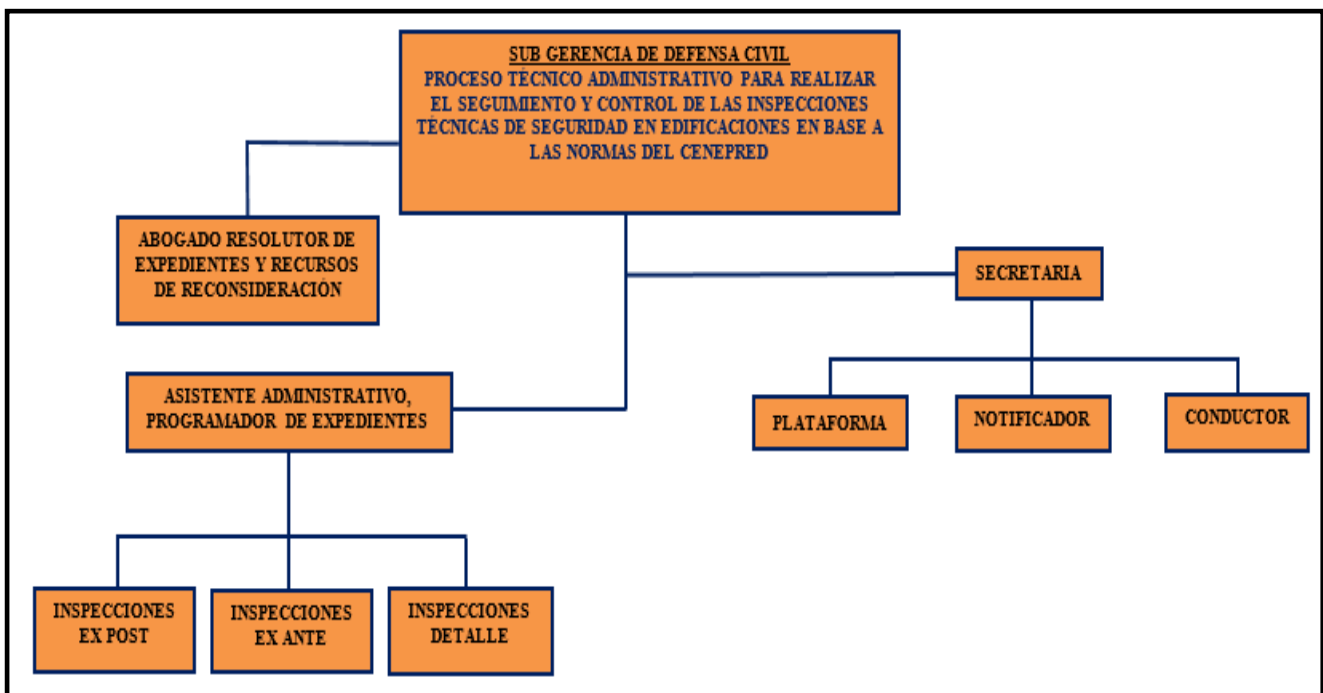 SUB GERENCIA DE DEFENSA CIVIL
PROCESO TÉCNICO ADMINISTRATIVO PARA REALIZAR
EL SEGUIMIENTO Y CONTROL DE LAS INSPECCIONES
TÉCNICAS DE SEGURIDAD EN EDIFICACIONES EN BASE A
LAS NORMAS DEL CENEPRED
ABOGADO RESOLUTOR DE
EXPEDIENTES Y RECURSOS
DE RECONSIDERACIÓN
SECRETARIA
ASISTENTE ADMINISTRATIVO,
PROGRAMADOR DE EXPEDIENTES
PLATAFORMA
NOTIFICADOR
CONDUCTOR
INSPECCIONES
EX POST
INSPECCIONES
EX ANTE
INSPECCIONES
DETALLE